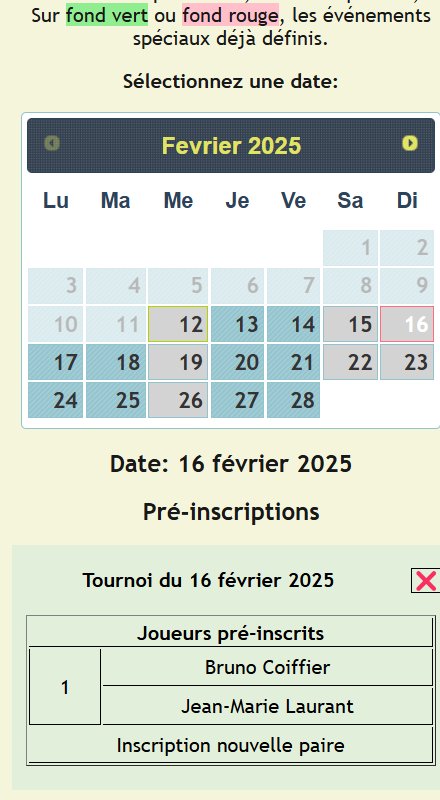 Sur fond vert ou fond rouge, les événements
spéciaux déjà définis.
Sélectionnez une date:
Fevrier 2025
Lu Ma Me Je Ve Sa Di
1 2
3 4 5 6 7 8 9
10 11 12 13 14 15 16
17 18 19 20 21 22 23
24 25 26 27 28
Date: 16 février 2025
Pré-inscriptions
Tournoi du 16 février 2025
Joueurs pré-inscrits
1
Bruno Coiffier
Jean-Marie Laurant
Inscription nouvelle paire